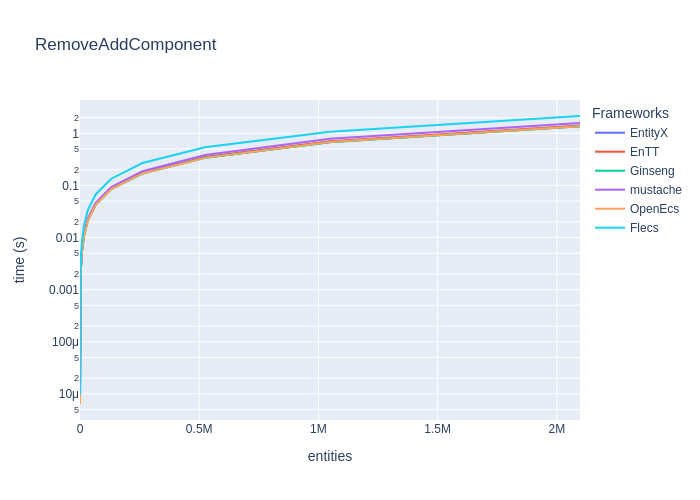 RemoveAddComponent
2
1
5
2
0.1
5
2
0.01
5
2
0.001
5
2
100μ
5
2
10μ
5
0
0.5M
1M
1.5M
2M
entities
time (s)
Frameworks
EntityX
EnTT
Ginseng
mustache
OpenEcs
Flecs